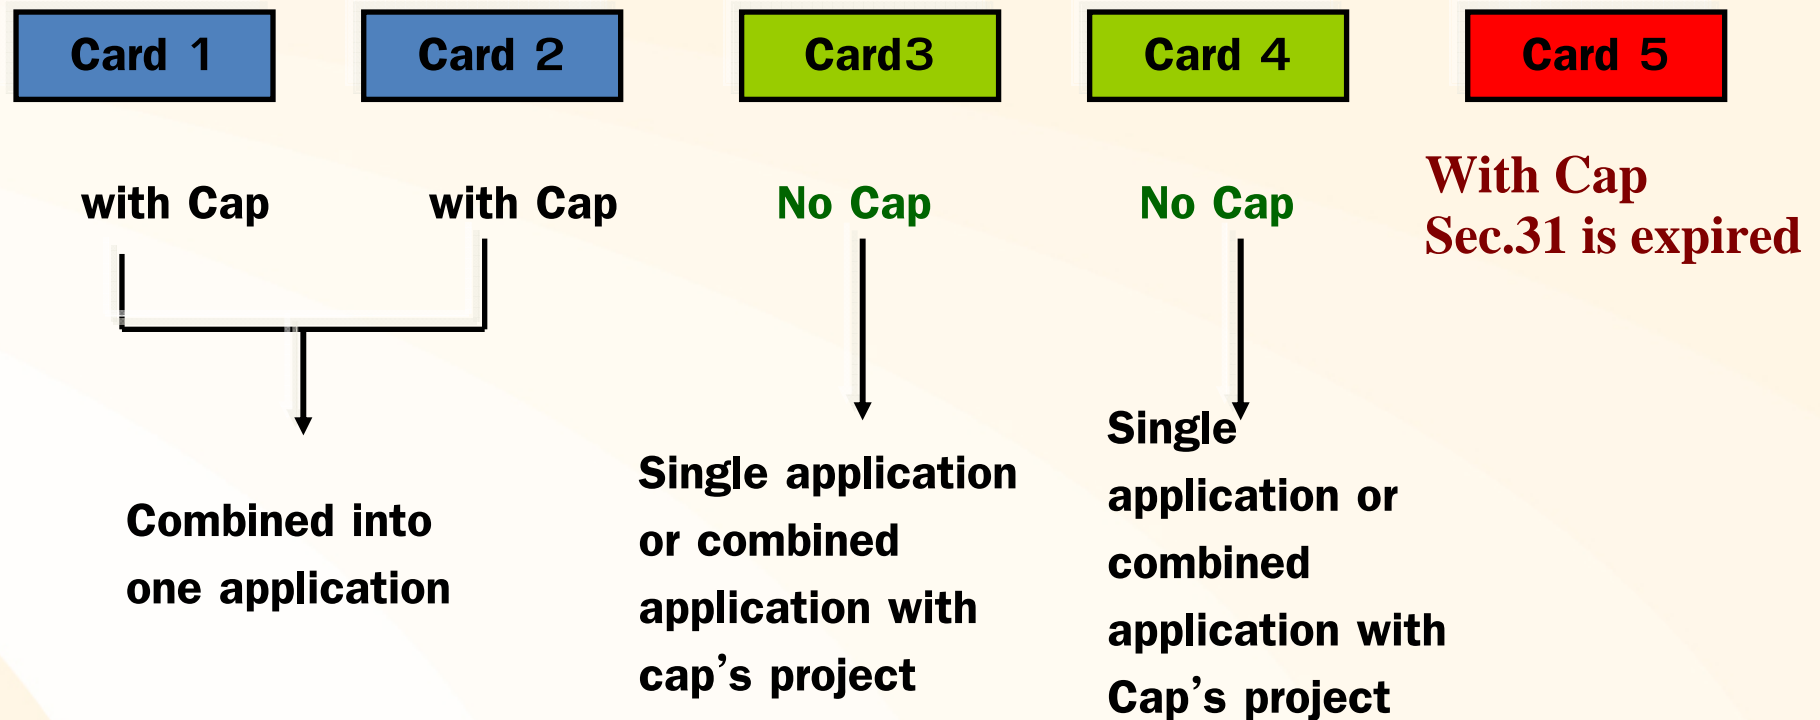 Card 1
Card 2
Card3
Card 4
Card 5
with Cap
with Cap
No Cap
No Cap
With Cap
Sec.31 is expired
Combined into
one application
Single application
or combined
application with
cap's project
Single
application or
combined
application with
Cap's project